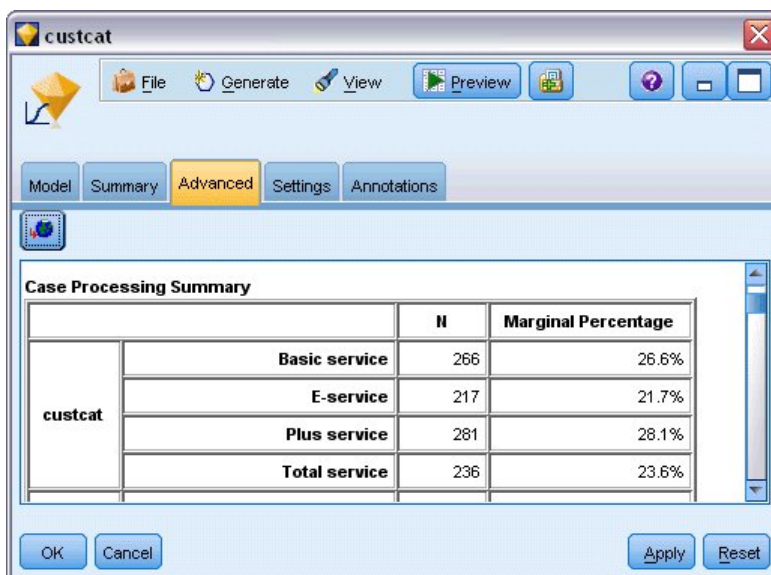 custcat
File Generate View Preview
Model Summary Advanced Settings Annotations
Case Processing Summary
N Marginal Percentage
custcat
Basic service 266 26.6%
E-service 217 21.7%
Plus service 281 28.1%
Total service 236 23.6%
OK Cancel Apply Reset